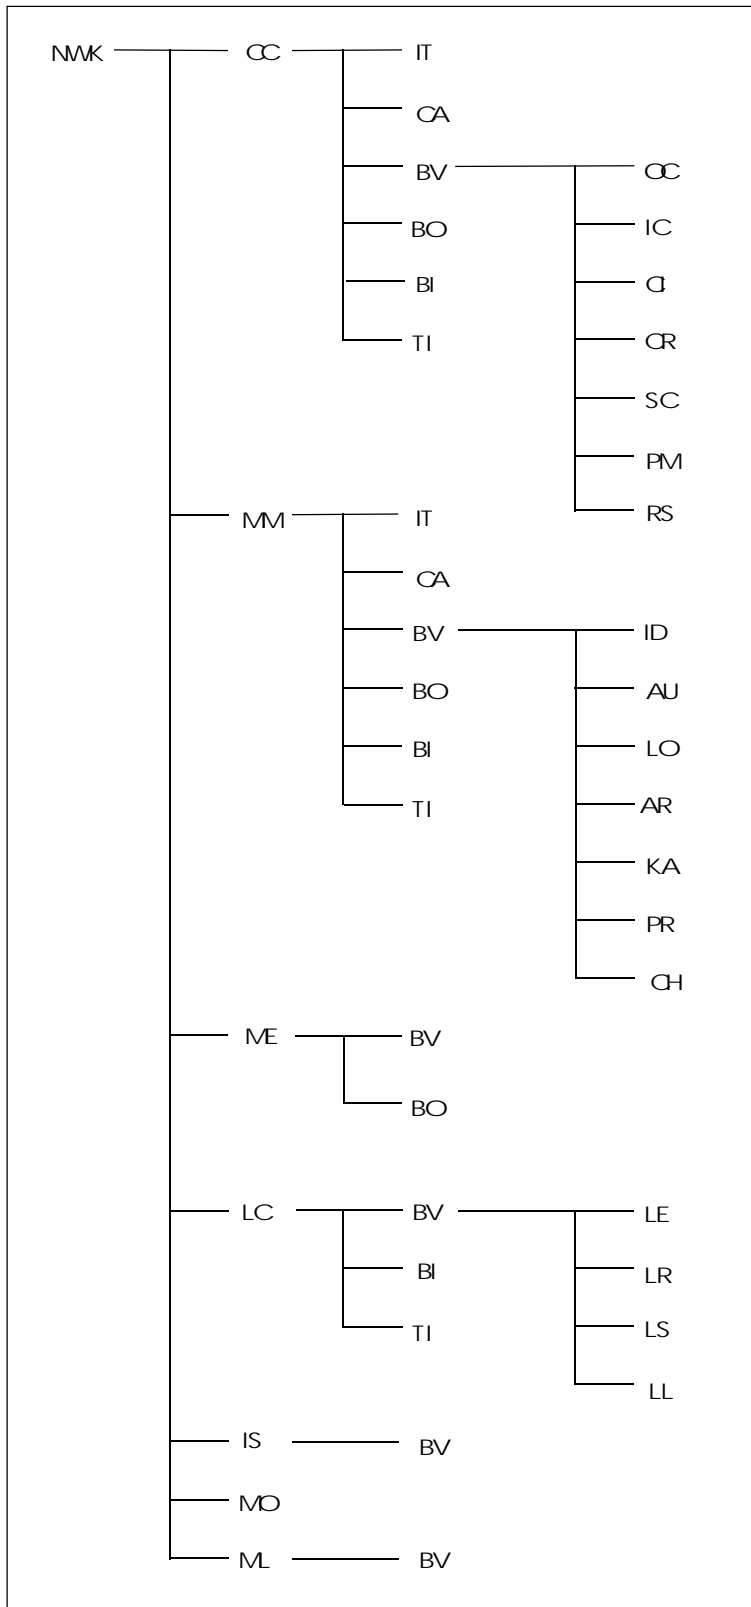 NWK CC IT
CA
BV OC
BO IC
BI CI
TI CR
SC
PM
MM IT RS
CA
BV ID
BO AU
BI LO
TI AR
KA
PR
CH
ME BV
BO
LC BV LE
BI LR
TI LS
LL
IS BV
MO
ML BV